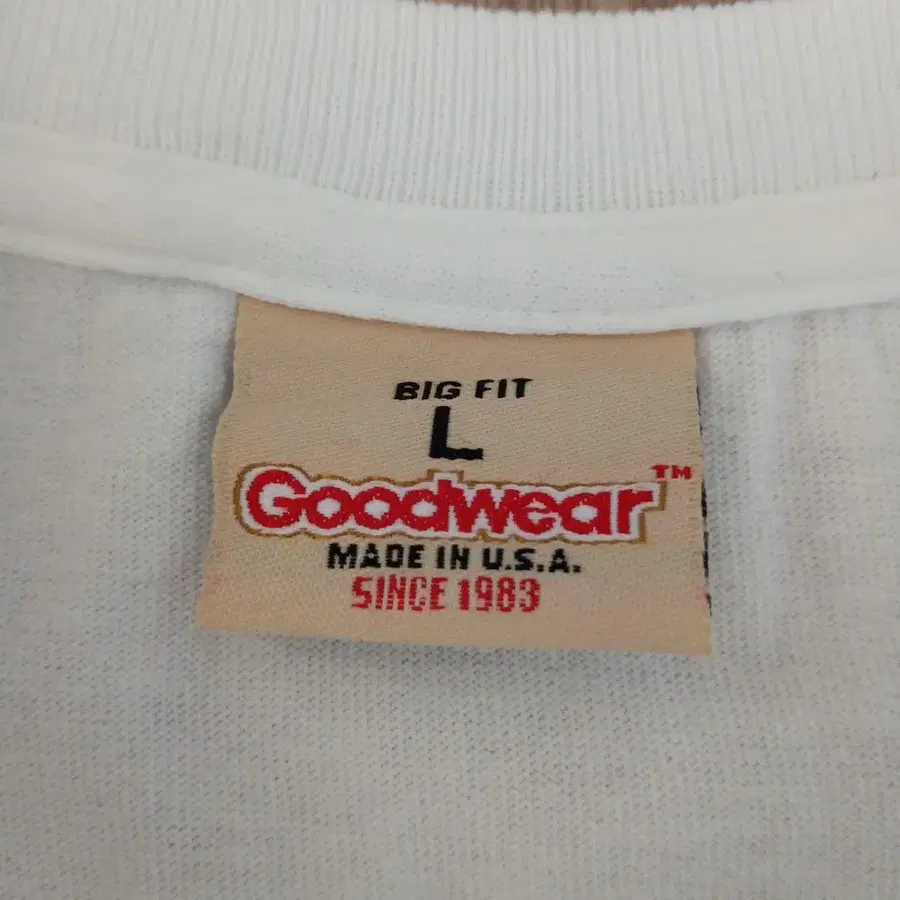 BIG FIT
L
Goodwear™
MADE IN U.S.A.
SINCE 1983